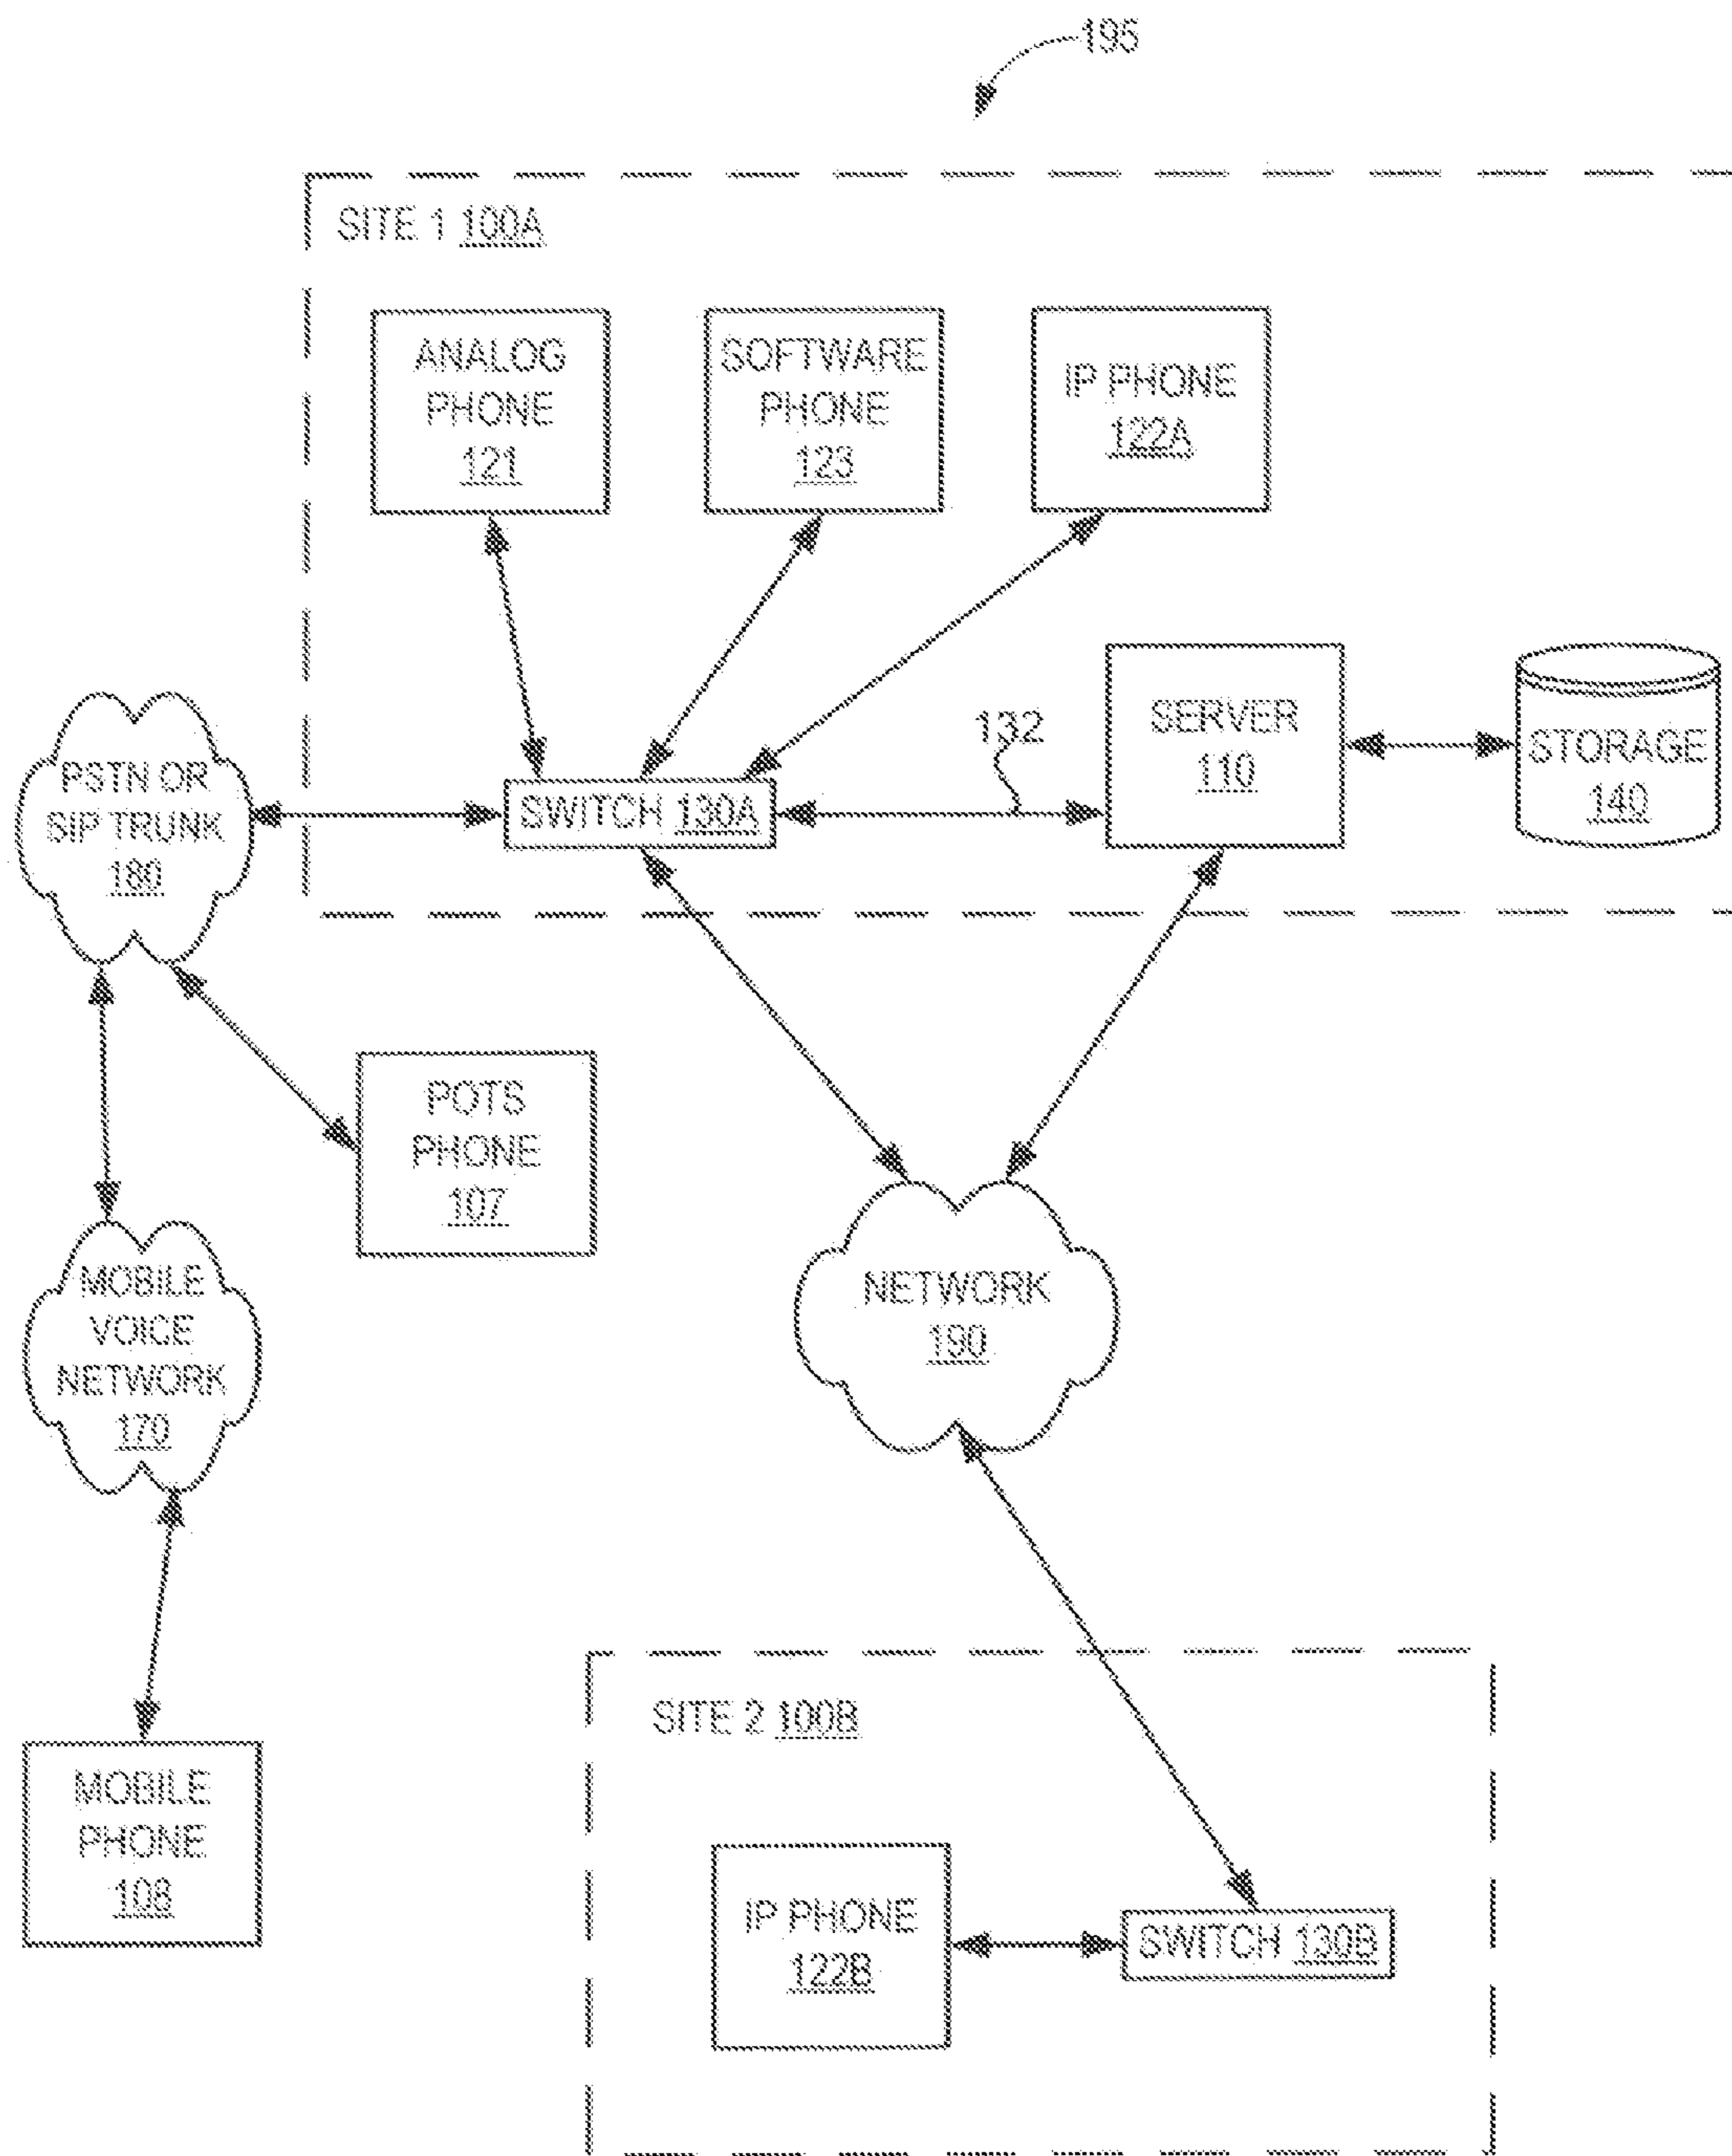 195
SITE 1 100A
ANALOG
PHONE
121
SOFTWARE
PHONE
123
IP PHONE
122A
132
SERVER
110
STORAGE
140
PSTN OR
SIP TRUNK
180
SWITCH 130A
POTS
PHONE
107
MOBILE
VOICE
NETWORK
170
NETWORK
190
MOBILE
PHONE
108
SITE 2 100B
IP PHONE
122B
SWITCH 130B